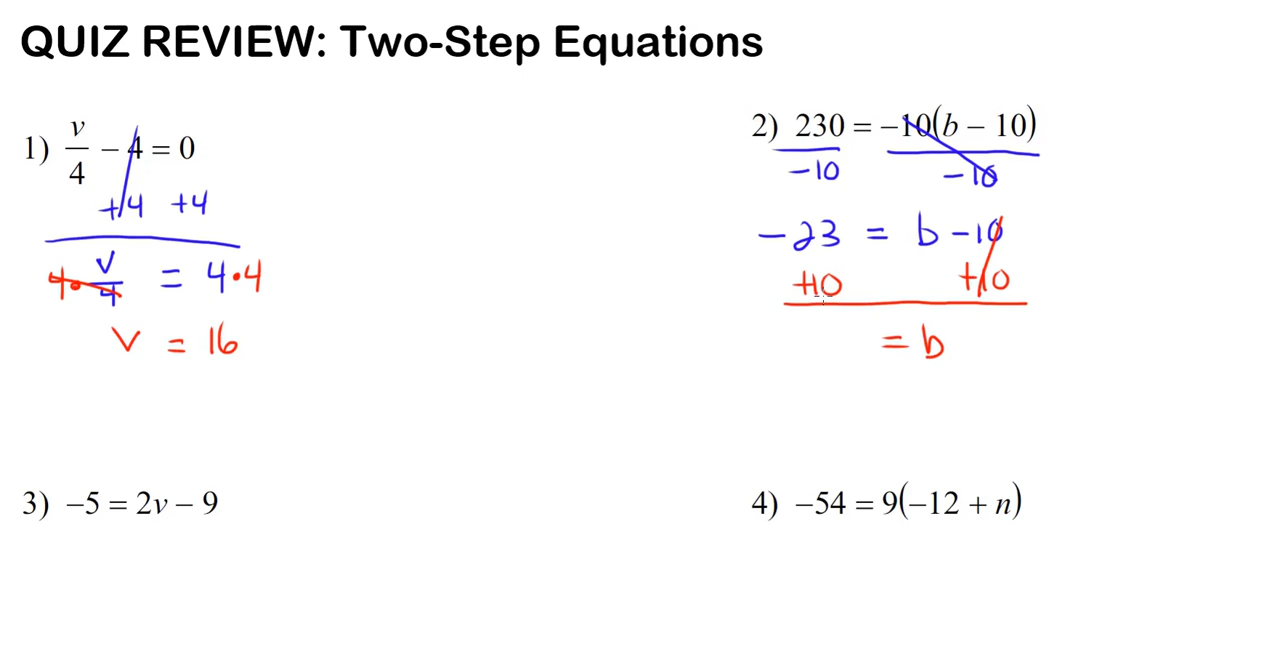 QUIZ REVIEW: Two-Step Equations
1) v/4 − 4 = 0
+4 +4
4• v/4 = 4•4
v = 16
2) 230 = −10(b − 10)
−10 −10
−23 = b −10
+10 +10
= b
3) −5 = 2v − 9
4) −54 = 9(−12 + n)